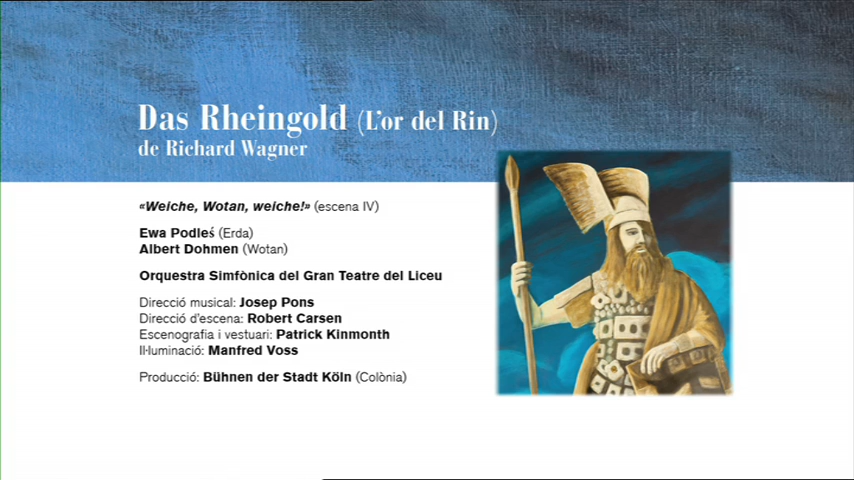 Das Rheingold (L'or del Rin)
de Richard Wagner
«Weiche, Wotan, weiche!» (escena IV)
Ewa Podleś (Erda)
Albert Dohmen (Wotan)
Orquestra Simfònica del Gran Teatre del Liceu
Direcció musical: Josep Pons
Direcció d'escena: Robert Carsen
Escenografia i vestuari: Patrick Kinmonth
Il·luminació: Manfred Voss
Producció: Bühnen der Stadt Köln (Colònia)